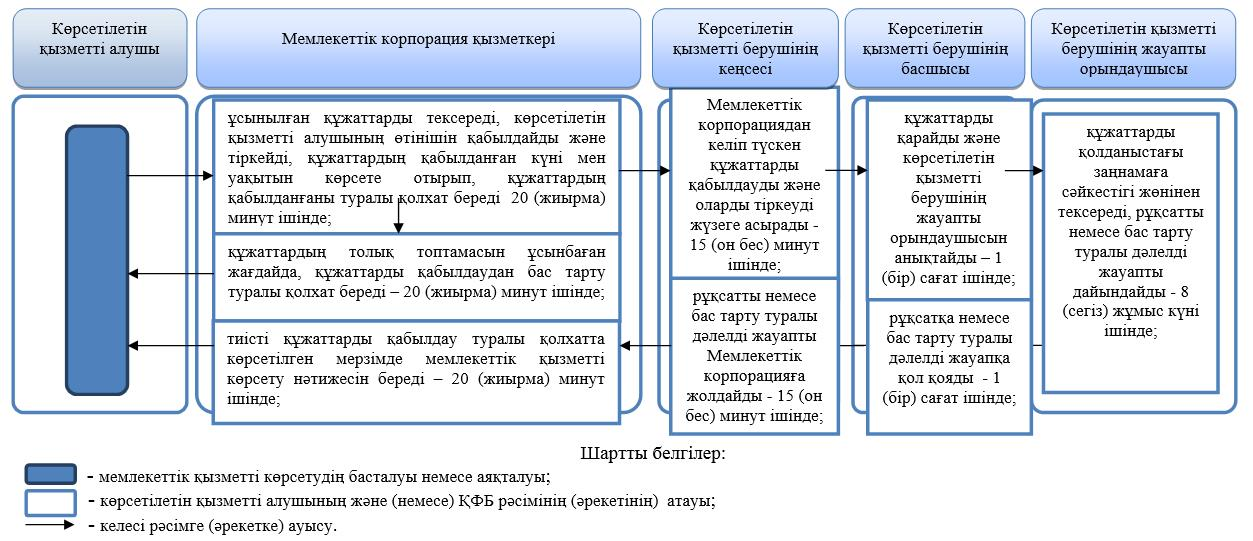 Көрсетілетін
қызметті алушы
Мемлекеттік корпорация қызметкері
Көрсетілетін
қызметті берушінің
кеңсесі
Көрсетілетін
қызметті берушінің
басшысы
Көрсетілетін қызметті
берушінің жауапты
орындаушысы
ұсынылған құжаттарды тексереді, көрсетілетін
қызметті алушының өтінішін қабылдайды және
тіркейді, құжаттардың қабылданған күні мен
уақытын көрсете отырып, құжаттардың
қабылданғаны туралы қолхат береді 20 (жиырма)
минут ішінде;
құжаттардың толық топтамасын ұсынбаған
жағдайда, құжаттарды қабылдаудан бас тарту
туралы қолхат береді – 20 (жиырма) минут ішінде;
тиісті құжаттарды қабылдау туралы қолхатта
көрсетілген мерзімде мемлекеттік қызметті
көрсету нәтижесін береді – 20 (жиырма) минут
ішінде;
Мемлекеттік
корпорациядан
келіп түскен
құжаттарды
қабылдауды және
оларды тіркеуді
жүзеге асырады -
15 (он бес) минут
ішінде;
рұқсатты немесе
бас тарту туралы
дәлелді жауапты
Мемлекеттік
корпорацияға
жолдайды - 15 (он
бес) минут ішінде;
құжаттарды
қарайды және
көрсетілетін
қызметті
берушінің
жауапты
орындаушысын
анықтайды – 1
(бір) сағат ішінде;
рұқсатқа немесе
бас тарту туралы
дәлелді жауапқа
қол қояды - 1
(бір) сағат ішінде;
құжаттарды
қолданыстағы
заңнамаға
сәйкестігі жөнінен
тексереді, рұқсатты
немесе бас тарту
туралы дәлелді
жауапты
дайындайды - 8
(сегіз) жұмыс күні
ішінде;
Шартты белгілер:
- мемлекеттік қызметті көрсетудің басталуы немесе аяқталуы;
- көрсетілетін қызметті алушының және (немесе) ҚФБ рәсімінің (әрекетінің) атауы;
- келесі рәсімге (әрекетке) ауысу.